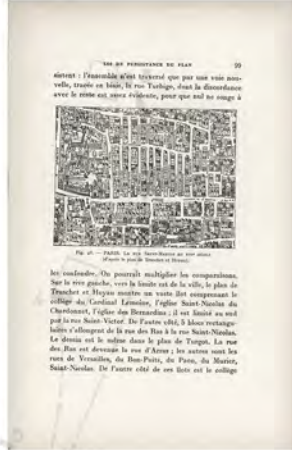 LOI DE PERSISTANCE DU PLAN 99
sistent : l'ensemble n'est traversé que par une voie nou-
velle, tracée en biais, la rue Turbigo, dont la discordance
avec le reste est assez évidente, pour que nul ne songe à
Fig. — PARIS. La rue Saint-Martin au XVIe siècle
(d'après le plan de Truschet et Hoyau).
les confondre. On pourrait multiplier les comparaisons.
Sur la rive gauche, vers la limite est de la ville, le plan de
Truschet et Hoyau montre un vaste îlot comprenant le
collège du Cardinal Lemoine, l'église Saint-Nicolas du
Chardonnet, l'église des Bernardins ; il est limité au sud
par la rue Saint-Victor. De l'autre côté, 5 blocs rectangu-
laires s'allongent de la rue des Ras à la rue Saint-Nicolas.
Le dessin est le même dans le plan de Turgot. La rue
des Ras est devenue la rue d'Arras ; les autres sont les
rues de Versailles, du Bon-Puits, du Paon, du Murier,
Saint-Nicolas. De l'autre côté de ces îlots est le collège